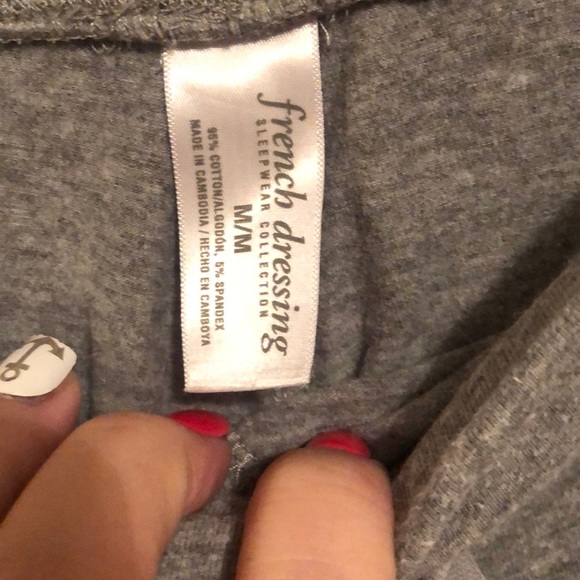 french dressing
SLEEPWEAR COLLECTION
M/M
95% COTTON/ALGODÓN, 5% SPANDEX
MADE IN CAMBODIA / HECHO EN CAMBOYA